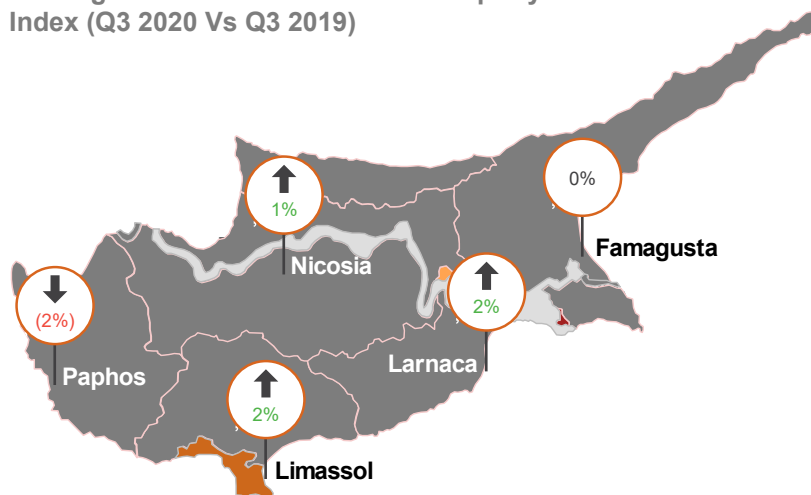 Index (Q3 2020 Vs Q3 2019)
0%
1%
Famagusta
Nicosia
2%
(2%)
Larnaca
Paphos
2%
Limassol